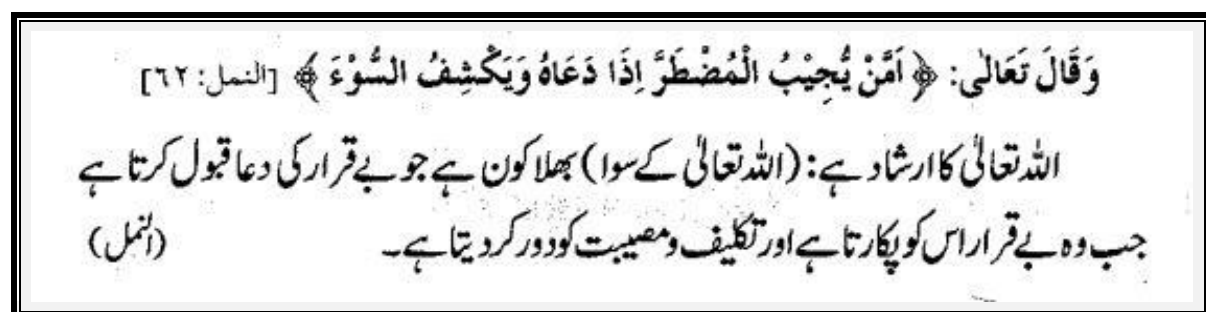 وَقَالَ تَعَالٰى: ﴿ اَمَّنْ يُّجِيْبُ الْمُضْطَرَّ اِذَا دَعَاهُ وَيَكْشِفُ السُّوْٓءَ ﴾ [النمل: ٦٢]
اللہ تعالیٰ کا ارشاد ہے: (اللہ تعالیٰ کے سوا) بھلا کون ہے جو بے قرار کی دعا قبول کرتا ہے
جب وہ بے قرار اس کو پکارتا ہے اور تکلیف و مصیبت کو دور کر دیتا ہے۔ (النمل)